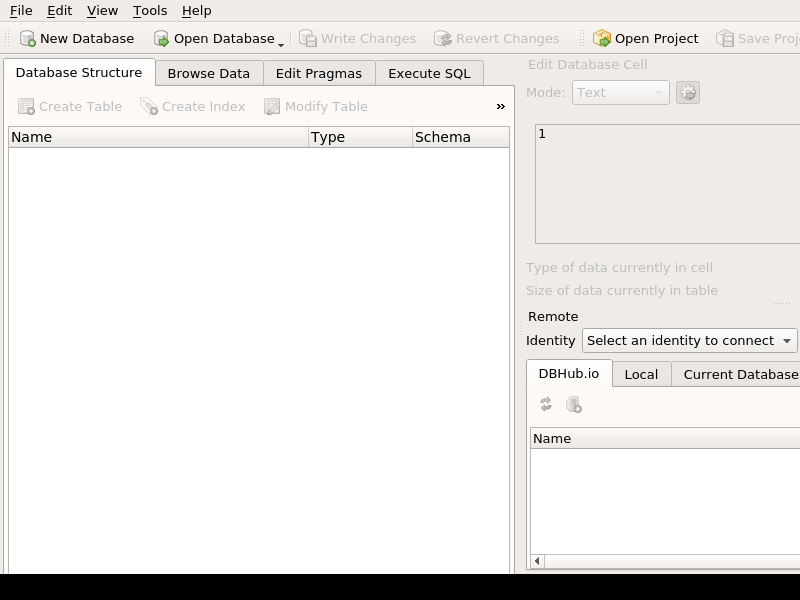 File Edit View Tools Help
New Database Open Database Write Changes Revert Changes Open Project
Database Structure Browse Data Edit Pragmas Execute SQL
Create Table Create Index Modify Table »
Name Type Schema
Edit Database Cell
Mode: Text
1
Type of data currently in cell
Size of data currently in table
Remote
Identity Select an identity to connect
DBHub.io Local Current Database
Name